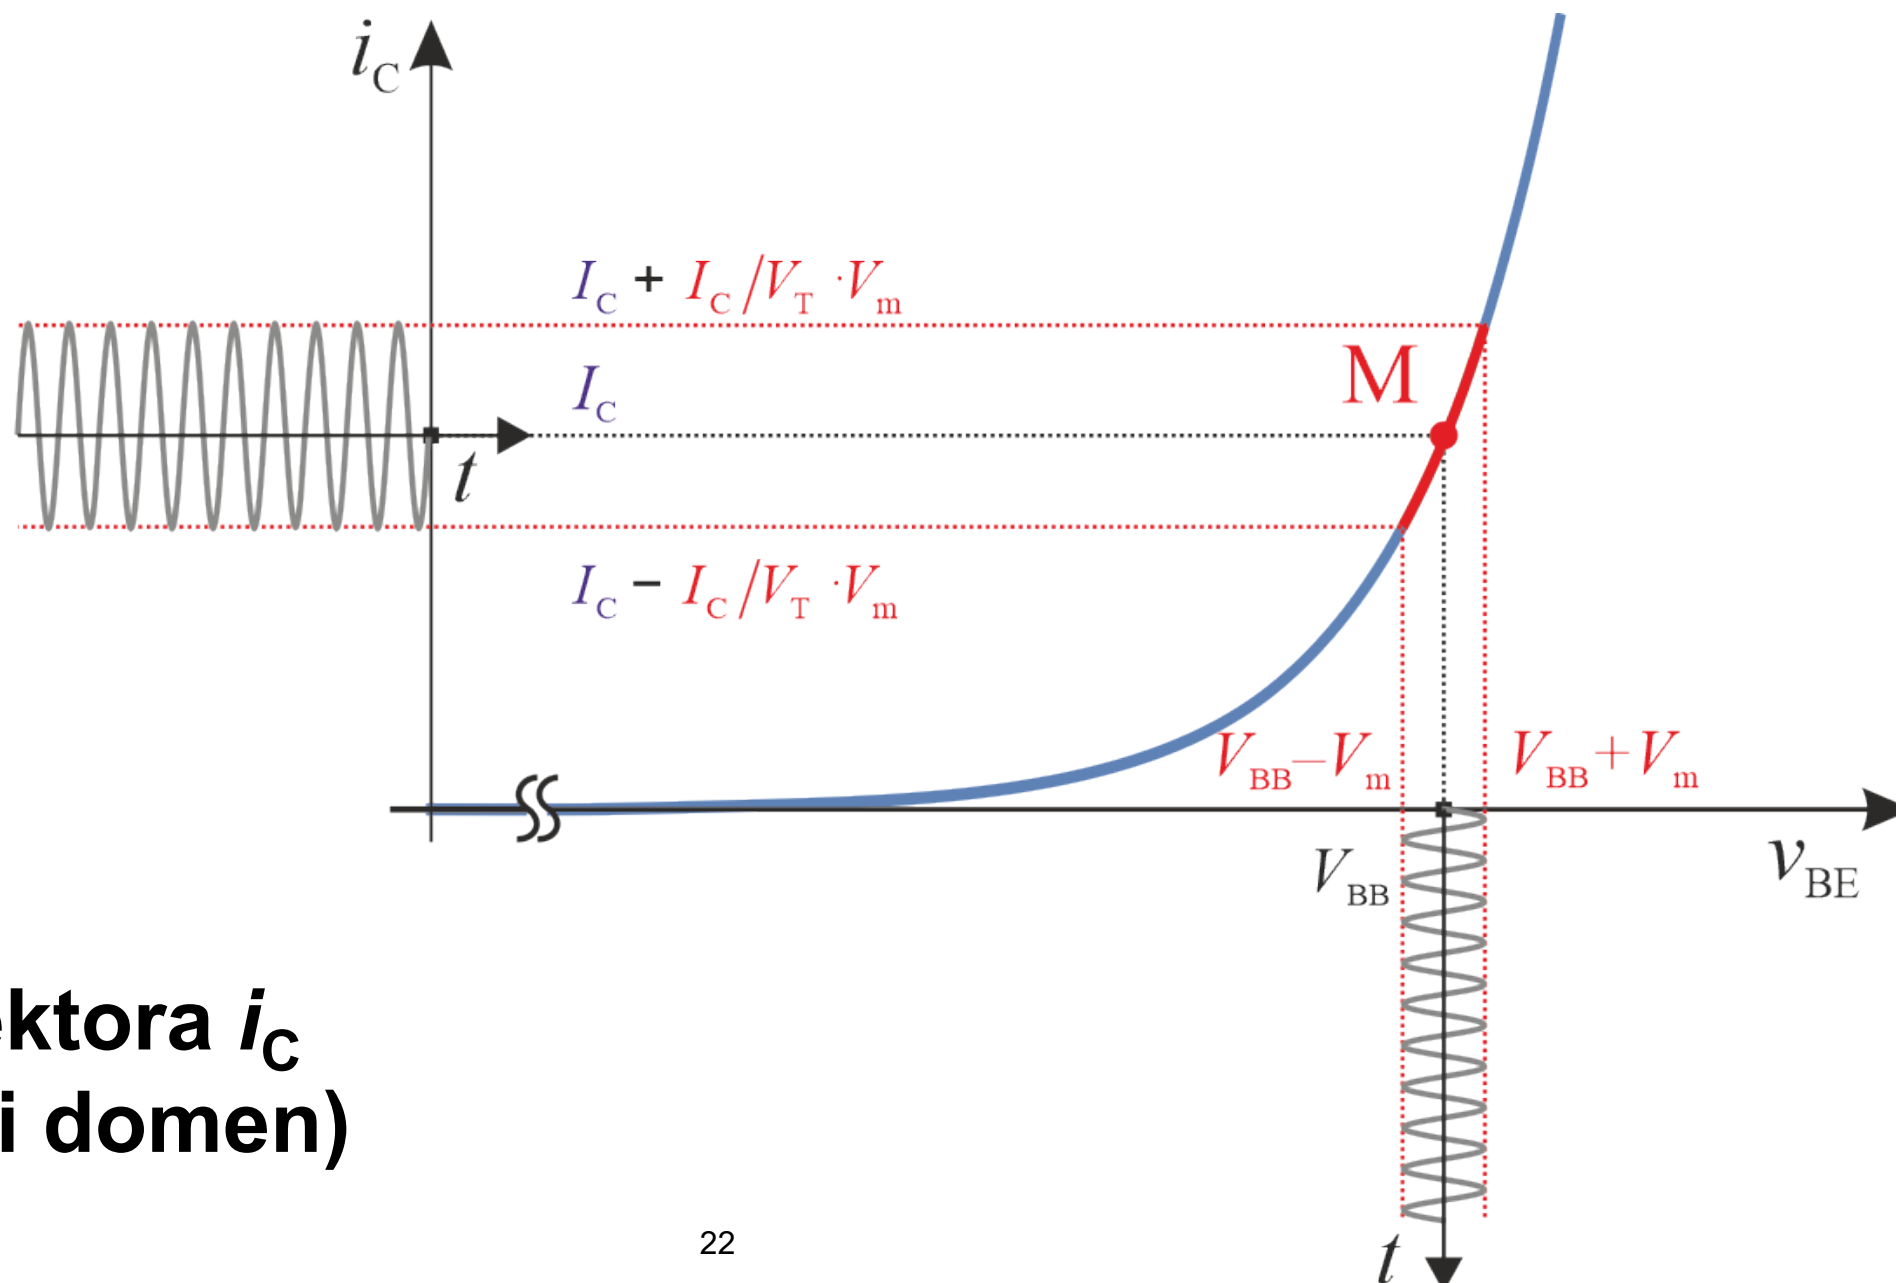 i_C
I_C + I_C/V_T ·V_m
I_C
M
t
I_C − I_C/V_T ·V_m
V_BB−V_m
V_BB+V_m
V_BB
v_BE
ektora i_C
i domen)
22
t